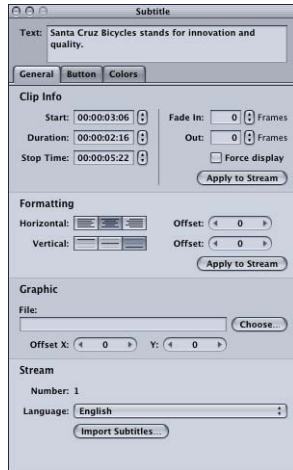 Subtitle
Text: Santa Cruz Bicycles stands for innovation and
quality.
General Button Colors
Clip Info
Start: 00:00:03:06 Fade In: 0 Frames
Duration: 00:00:02:16 Out: 0 Frames
Stop Time: 00:00:05:22 Force display
Apply to Stream
Formatting
Horizontal: Offset: 0
Vertical: Offset: 0
Apply to Stream
Graphic
File:
Choose...
Offset X: 0 Y: 0
Stream
Number: 1
Language: English
Import Subtitles...